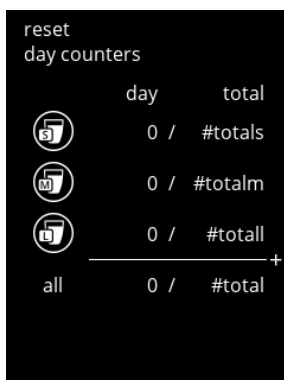 reset
day counters
day total
S 0 / #totals
M 0 / #totalm
L 0 / #totall
+
all 0 / #total